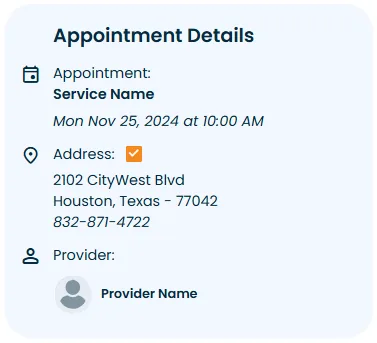 Appointment Details
Appointment:
Service Name
Mon Nov 25, 2024 at 10:00 AM
Address:
2102 CityWest Blvd
Houston, Texas - 77042
832-871-4722
Provider:
Provider Name